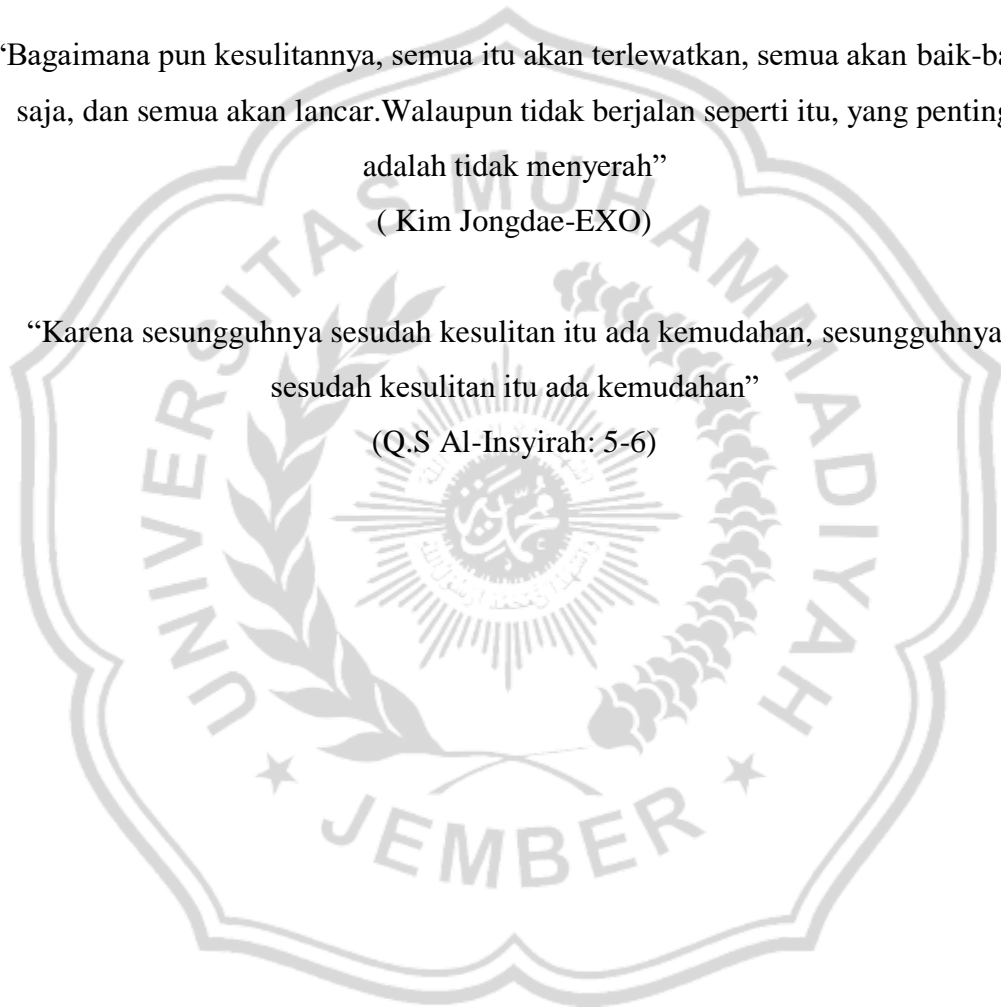 “Bagaimana pun kesulitannya, semua itu akan terlewatkan, semua akan
saja, dan semua akan lancar.Walaupun tidak berjalan seperti itu, yang penting
adalah tidak menyerah”
( Kim Jongdae-EXO)
“Karena sesungguhnya sesudah kesulitan itu ada kemudahan, sesungguhnya
sesudah kesulitan itu ada kemudahan”
(Q.S Al-Insyirah: 5-6)
UNIVERSITAS MUHAMMADIYAH
JEMBER